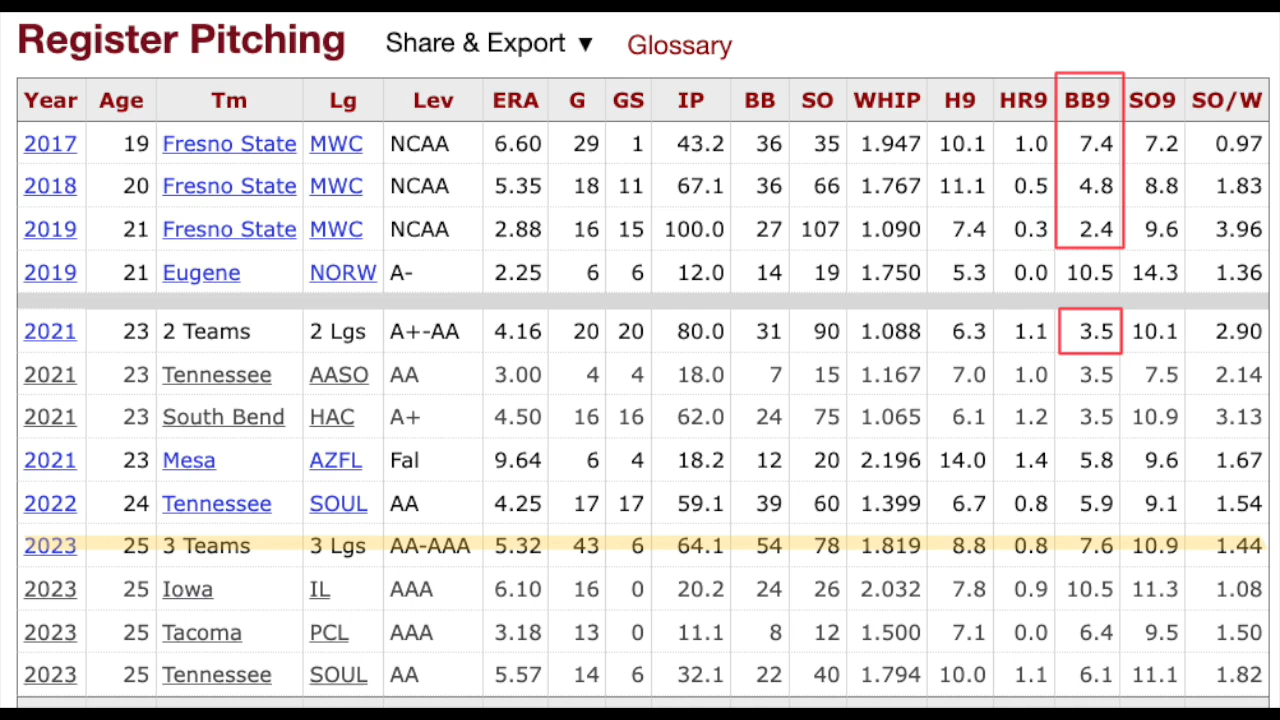 Register Pitching Share & Export ▼ Glossary
Year Age Tm Lg Lev ERA G GS IP BB SO WHIP H9 HR9 BB9 SO9 SO/W
2017 19 Fresno State MWC NCAA 6.60 29 1 43.2 36 35 1.947 10.1 1.0 7.4 7.2 0.97
2018 20 Fresno State MWC NCAA 5.35 18 11 67.1 36 66 1.767 11.1 0.5 4.8 8.8 1.83
2019 21 Fresno State MWC NCAA 2.88 16 15 100.0 27 107 1.090 7.4 0.3 2.4 9.6 3.96
2019 21 Eugene NORW A- 2.25 6 6 12.0 14 19 1.750 5.3 0.0 10.5 14.3 1.36
2021 23 2 Teams 2 Lgs A+-AA 4.16 20 20 80.0 31 90 1.088 6.3 1.1 3.5 10.1 2.90
2021 23 Tennessee AASO AA 3.00 4 4 18.0 7 15 1.167 7.0 1.0 3.5 7.5 2.14
2021 23 South Bend HAC A+ 4.50 16 16 62.0 24 75 1.065 6.1 1.2 3.5 10.9 3.13
2021 23 Mesa AZFL Fal 9.64 6 4 18.2 12 20 2.196 14.0 1.4 5.8 9.6 1.67
2022 24 Tennessee SOUL AA 4.25 17 17 59.1 39 60 1.399 6.7 0.8 5.9 9.1 1.54
2023 25 3 Teams 3 Lgs AA-AAA 5.32 43 6 64.1 54 78 1.819 8.8 0.8 7.6 10.9 1.44
2023 25 Iowa IL AAA 6.10 16 0 20.2 24 26 2.032 7.8 0.9 10.5 11.3 1.08
2023 25 Tacoma PCL AAA 3.18 13 0 11.1 8 12 1.500 7.1 0.0 6.4 9.5 1.50
2023 25 Tennessee SOUL AA 5.57 14 6 32.1 22 40 1.794 10.0 1.1 6.1 11.1 1.82